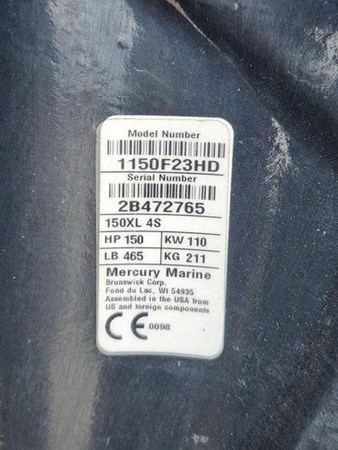 Model Number
1150F23HD
Serial Number
2B472765
150XL 4S
HP 150 KW 110
LB 465 KG 211
Mercury Marine
Brunswick Corp.
Fond du Lac, WI 54935
Assembled in the USA from
US and foreign components
CE 0098